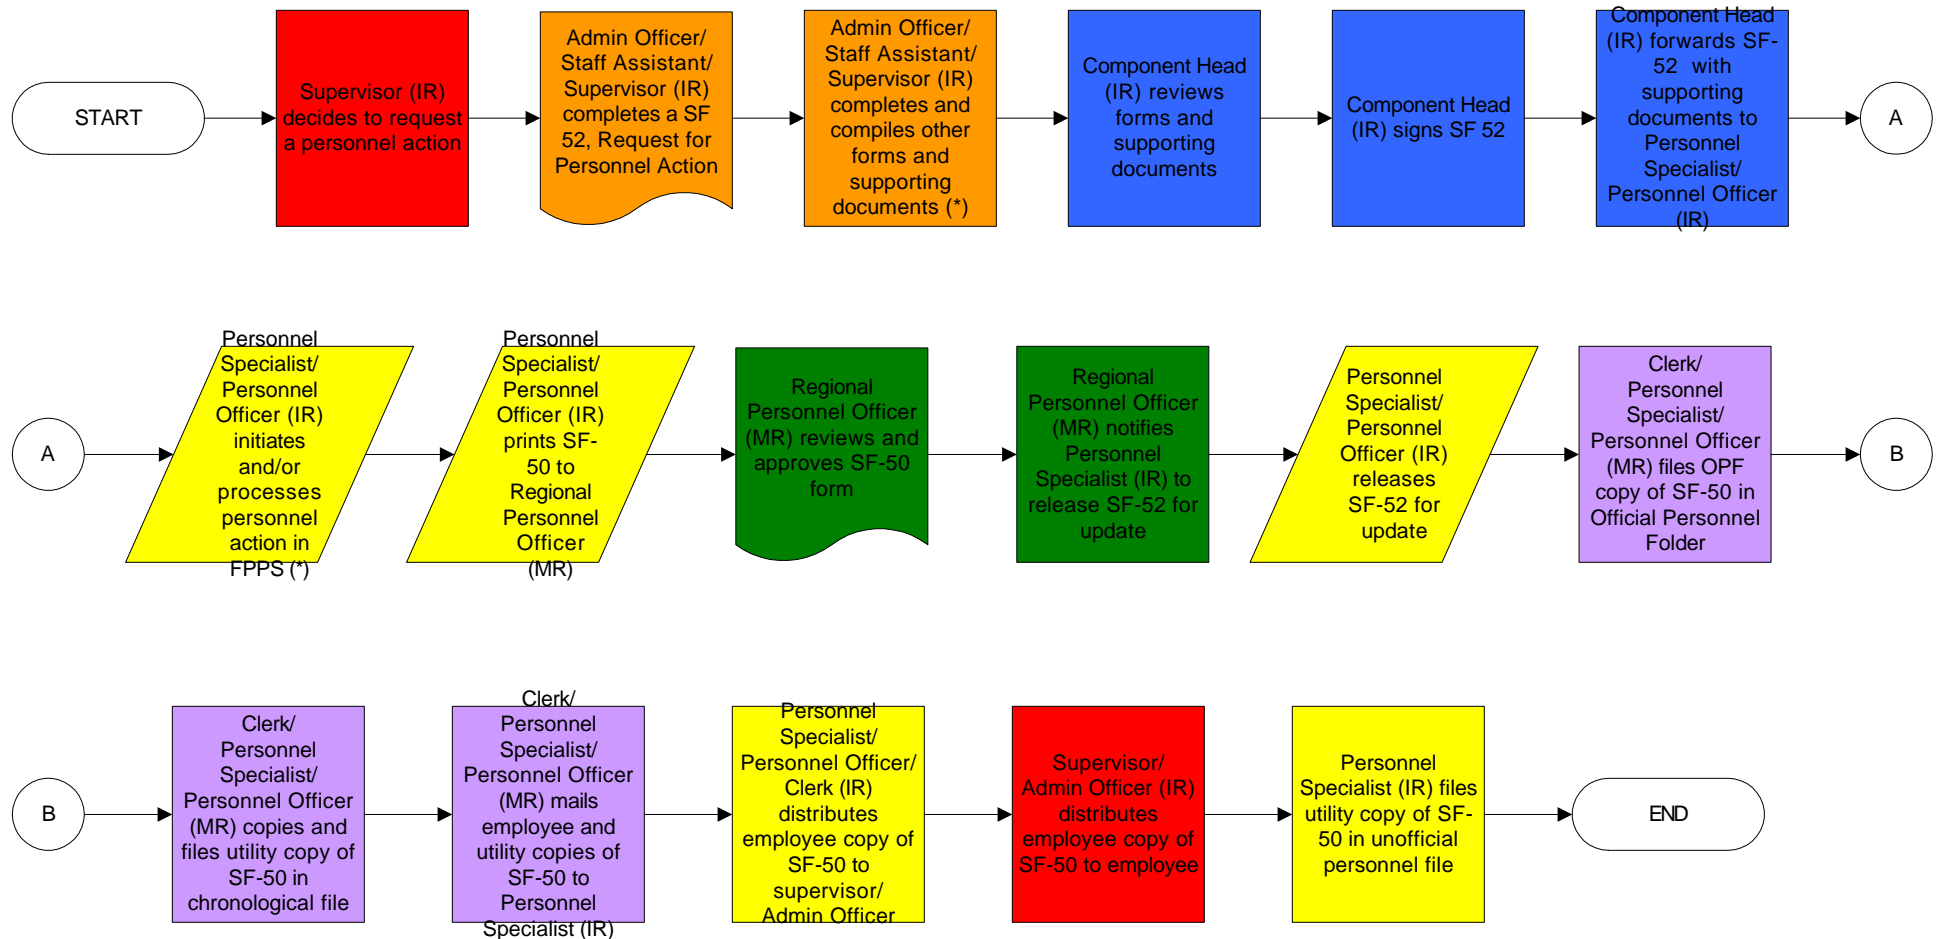 START
Supervisor (IR)
decides to request
a personnel action
Admin Officer/
Staff Assistant/
Supervisor (IR)
completes a SF
52, Request for
Personnel Action
Admin Officer/
Staff Assistant/
Supervisor (IR)
completes and
compiles other
forms and
supporting
documents (*)
Component Head
(IR) reviews
forms and
supporting
documents
Component Head
(IR) signs SF 52
Component Head
(IR) forwards SF-
52 with
supporting
documents to
Personnel
Specialist/
Personnel Officer
(IR)
A
A
Personnel
Specialist/
Personnel
Officer (IR)
initiates
and/or
processes
personnel
action in
FPPS (*)
Personnel
Specialist/
Personnel
Officer (IR)
prints SF-
50 to
Regional
Personnel
Officer
(MR)
Regional
Personnel Officer
(MR) reviews and
approves SF-50
form
Regional
Personnel Officer
(MR) notifies
Personnel
Specialist (IR) to
release SF-52 for
update
Personnel
Specialist/
Personnel
Officer (IR)
releases
SF-52 for
update
Clerk/
Personnel
Specialist/
Personnel Officer
(MR) files OPF
copy of SF-50 in
Official Personnel
Folder
B
B
Clerk/
Personnel
Specialist/
Personnel Officer
(MR) copies and
files utility copy of
SF-50 in
chronological file
Clerk/
Personnel
Specialist/
Personnel Officer
(MR) mails
employee and
utility copies of
SF-50 to
Personnel
Specialist (IR)
Personnel
Specialist/
Personnel Officer/
Clerk (IR)
distributes
employee copy of
SF-50 to
supervisor/
Admin Officer
Supervisor/
Admin Officer (IR)
distributes
employee copy of
SF-50 to employee
Personnel
Specialist (IR) files
utility copy of SF-
50 in unofficial
personnel file
END